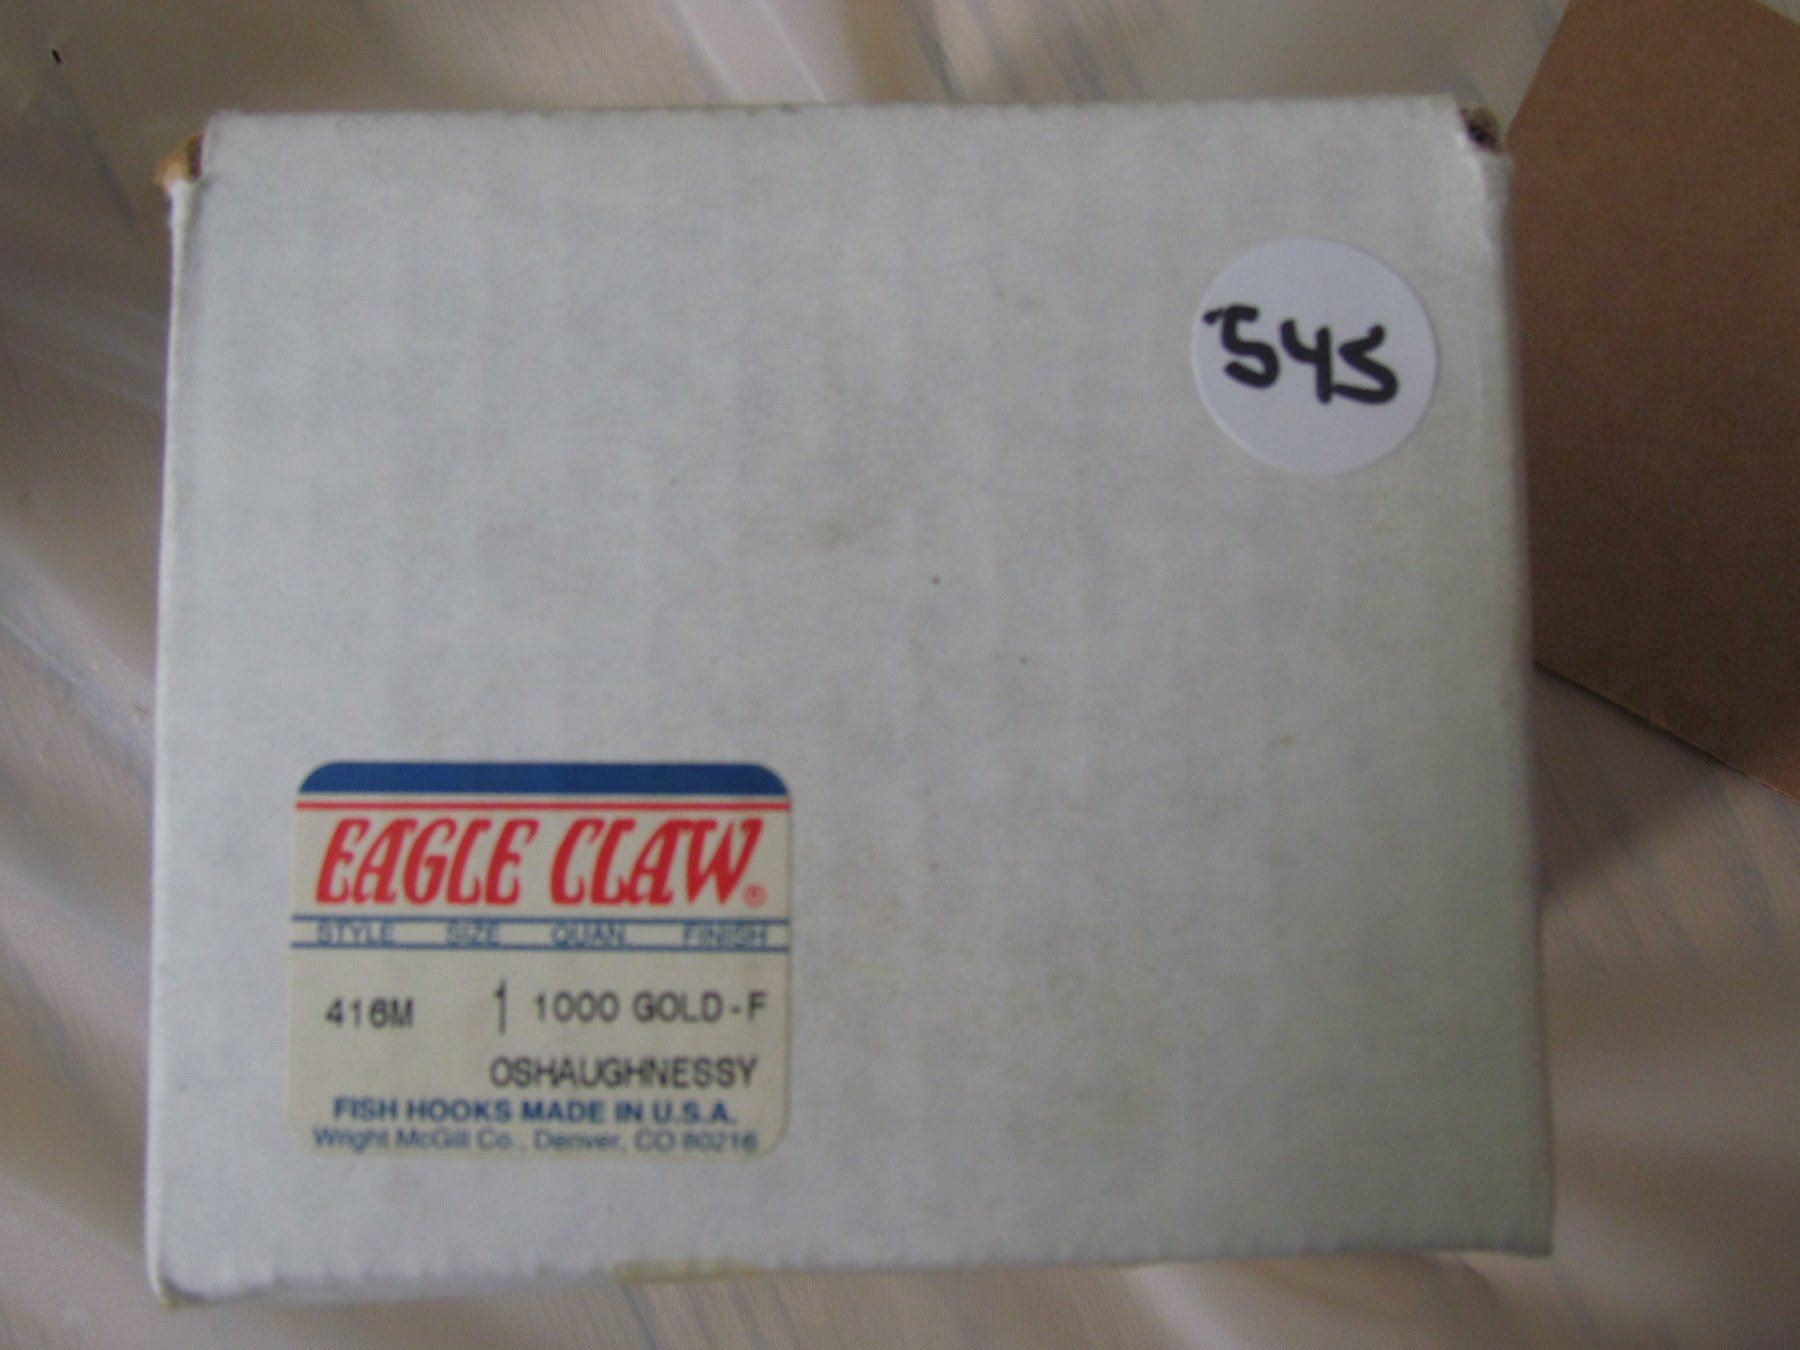 545
EAGLE CLAW®
STYLE SIZE QUAN. FINISH
416M 1 1000 GOLD-F
OSHAUGHNESSY
FISH HOOKS MADE IN U.S.A.
Wright McGill Co., Denver, CO 80216